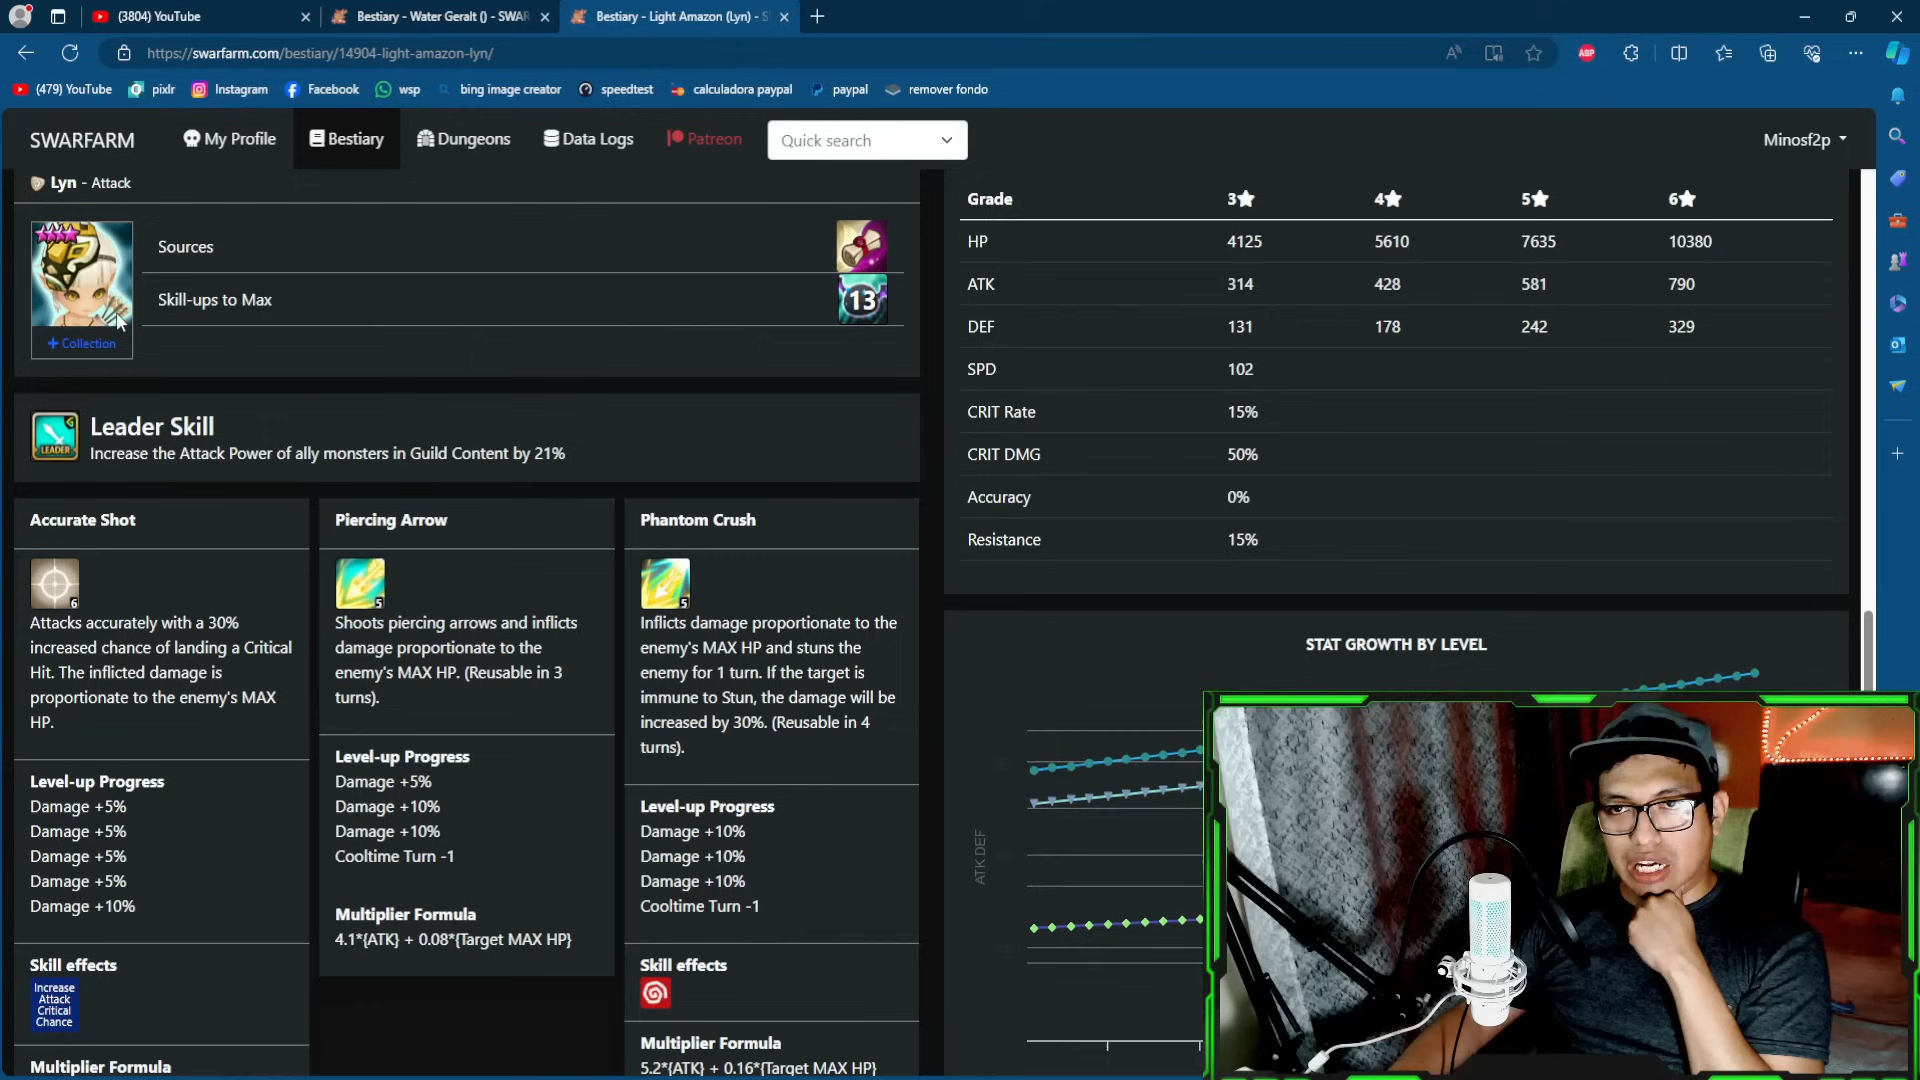 (3804) YouTube
Bestiary - Water Geralt () - SWAR
Bestiary - Light Amazon (Lyn) - S
https://swarfarm.com/bestiary/14904-light-amazon-lyn/
ABP
(479) YouTube
pixlr
Instagram
Facebook
wsp
bing image creator
speedtest
calculadora paypal
paypal
remover fondo
SWARFARM
My Profile
Bestiary
Dungeons
Data Logs
Patreon
Quick search
Minosf2p
Lyn - Attack
Sources
Skill-ups to Max
13
+ Collection
LEADER
G
Leader Skill
Increase the Attack Power of ally monsters in Guild Content by 21%
Accurate Shot
6
Attacks accurately with a 30%
increased chance of landing a Critical
Hit. The inflicted damage is
proportionate to the enemy's MAX
HP.
Level-up Progress
Damage +5%
Damage +5%
Damage +5%
Damage +5%
Damage +10%
Skill effects
Increase
Attack
Critical
Chance
Multiplier Formula
Piercing Arrow
5
Shoots piercing arrows and inflicts
damage proportionate to the
enemy's MAX HP. (Reusable in 3
turns).
Level-up Progress
Damage +5%
Damage +10%
Damage +10%
Cooltime Turn -1
Multiplier Formula
4.1*{ATK} + 0.08*{Target MAX HP}
Phantom Crush
5
Inflicts damage proportionate to the
enemy's MAX HP and stuns the
enemy for 1 turn. If the target is
immune to Stun, the damage will be
increased by 30%. (Reusable in 4
turns).
Level-up Progress
Damage +10%
Damage +10%
Damage +10%
Cooltime Turn -1
Skill effects
Multiplier Formula
5.2*{ATK} + 0.16*{Target MAX HP}
Grade 3★ 4★ 5★ 6★
HP 4125 5610 7635 10380
ATK 314 428 581 790
DEF 131 178 242 329
SPD 102
CRIT Rate 15%
CRIT DMG 50%
Accuracy 0%
Resistance 15%
STAT GROWTH BY LEVEL
ATK DEF